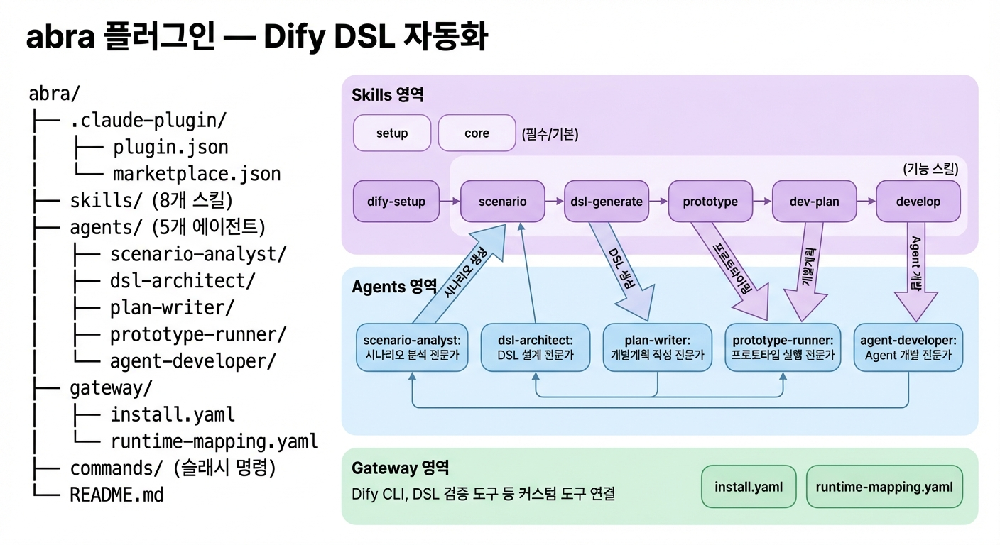 abra 플러그인 — Dify DSL 자동화
abra/
├── .claude-plugin/
│   ├── plugin.json
│   └── marketplace.json
├── skills/ (8개 스킬)
├── agents/ (5개 에이전트)
│   ├── scenario-analyst/
│   ├── dsl-architect/
│   ├── plan-writer/
│   ├── prototype-runner/
│   └── agent-developer/
├── gateway/
│   ├── install.yaml
│   └── runtime-mapping.yaml
├── commands/ (슬래시 명령)
└── README.md
Skills 영역
setup
core
(필수/기본)
(기능 스킬)
dify-setup
scenario
dsl-generate
prototype
dev-plan
develop
시나리오 생성
DSL 생성
프로토타이핑
개발계획
Agent 개발
Agents 영역
scenario-analyst:
시나리오 분석 전문가
dsl-architect:
DSL 설계 전문가
plan-writer:
개발계획 작성 전문가
prototype-runner:
프로토타입 실행 전문가
agent-developer:
Agent 개발 전문가
Gateway 영역
Dify CLI, DSL 검증 도구 등 커스텀 도구 연결
install.yaml
runtime-mapping.yaml